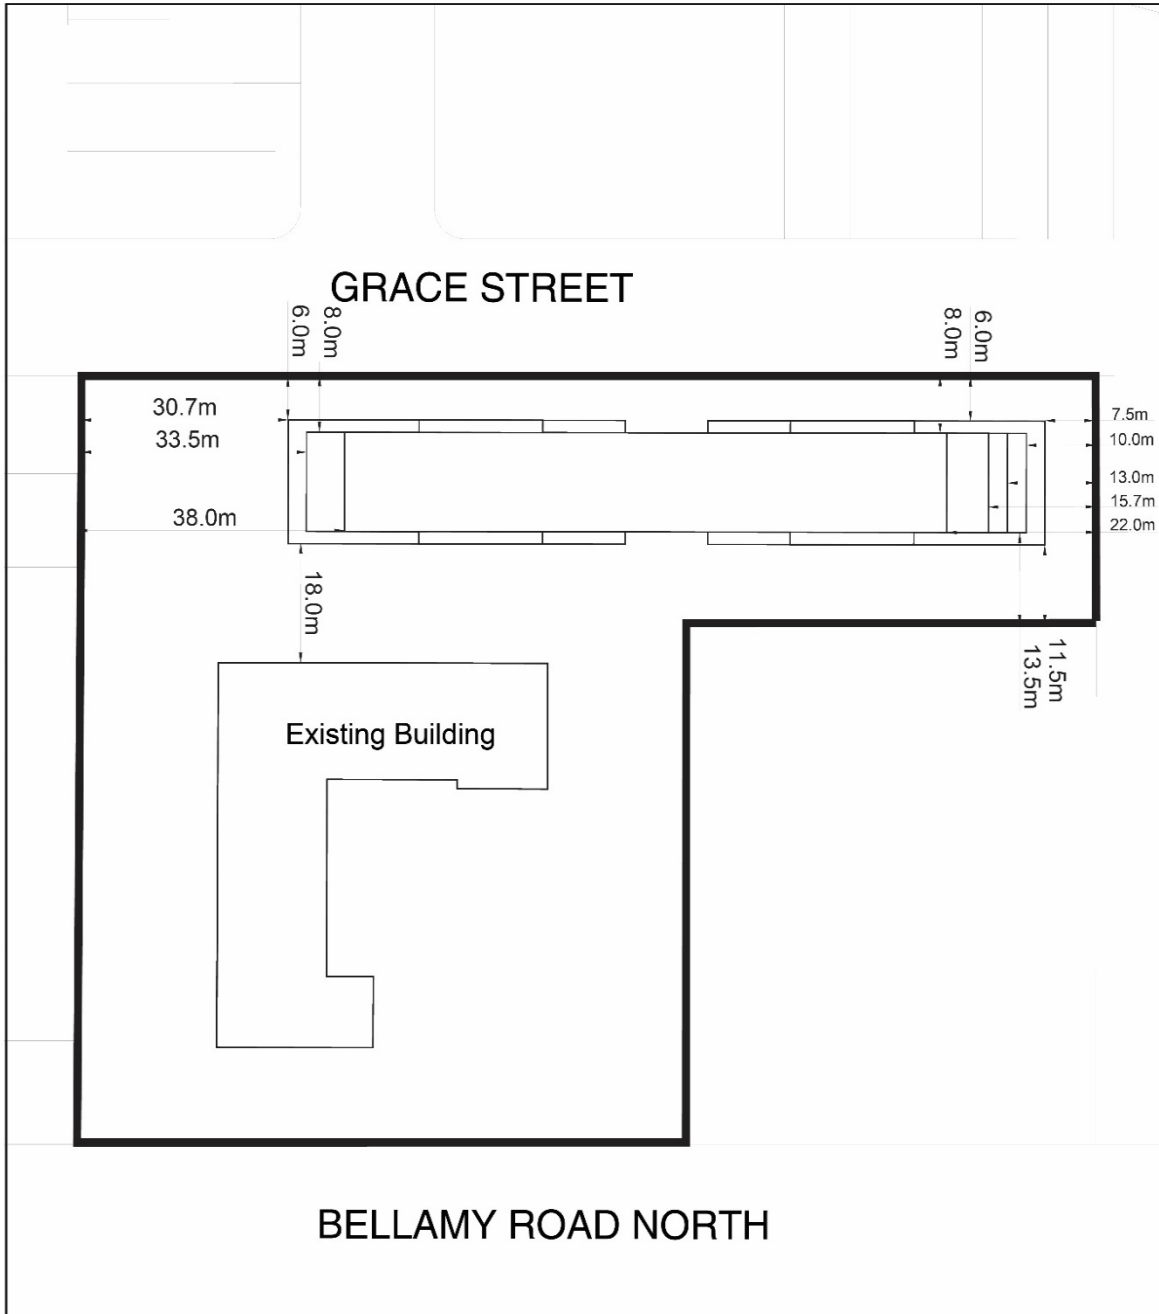 GRACE STREET
6.0m
8.0m
8.0m
6.0m
30.7m
33.5m
38.0m
7.5m
10.0m
13.0m
15.7m
22.0m
18.0m
11.5m
13.5m
Existing Building
BELLAMY ROAD NORTH